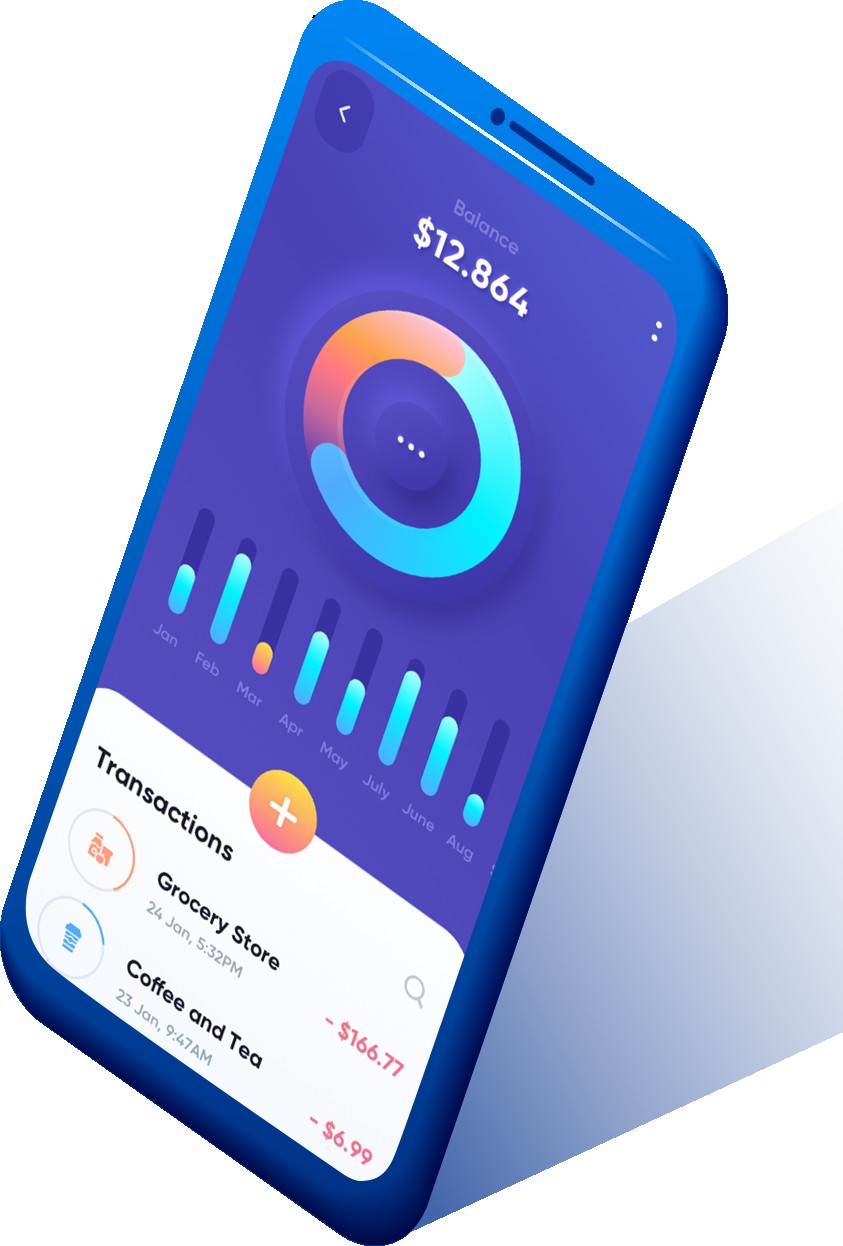 Balance
$12.864
Jan Feb Mar Apr May July June Aug
Transactions
Grocery Store
24 Jan, 5:32PM
- $166.77
Coffee and Tea
23 Jan, 9:47AM
- $6.99